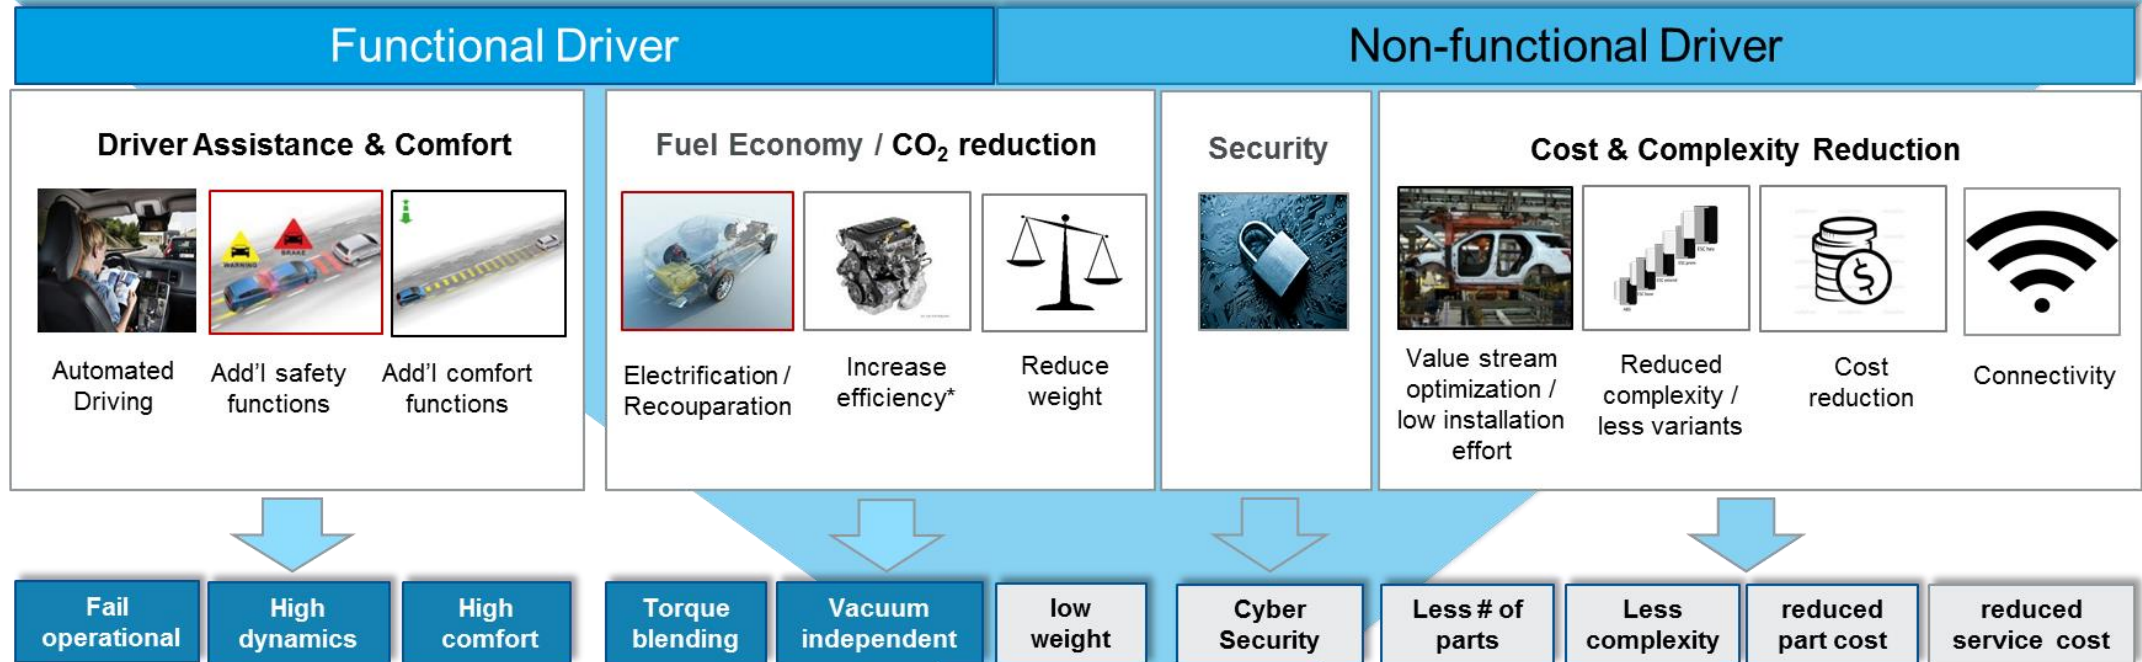 Functional Driver
Non-functional Driver
Driver Assistance & Comfort
WARNING
BRAKE
Automated
Driving
Add'l safety
functions
Add'l comfort
functions
Fuel Economy / CO₂ reduction
Electrification /
Recouparation
Increase
efficiency*
Reduce
weight
Security
Cost & Complexity Reduction
Value stream
optimization /
low installation
effort
Reduced
complexity /
less variants
Cost
reduction
Connectivity
Fail
operational
High
dynamics
High
comfort
Torque
blending
Vacuum
independent
low
weight
Cyber
Security
Less # of
parts
Less
complexity
reduced
part cost
reduced
service cost